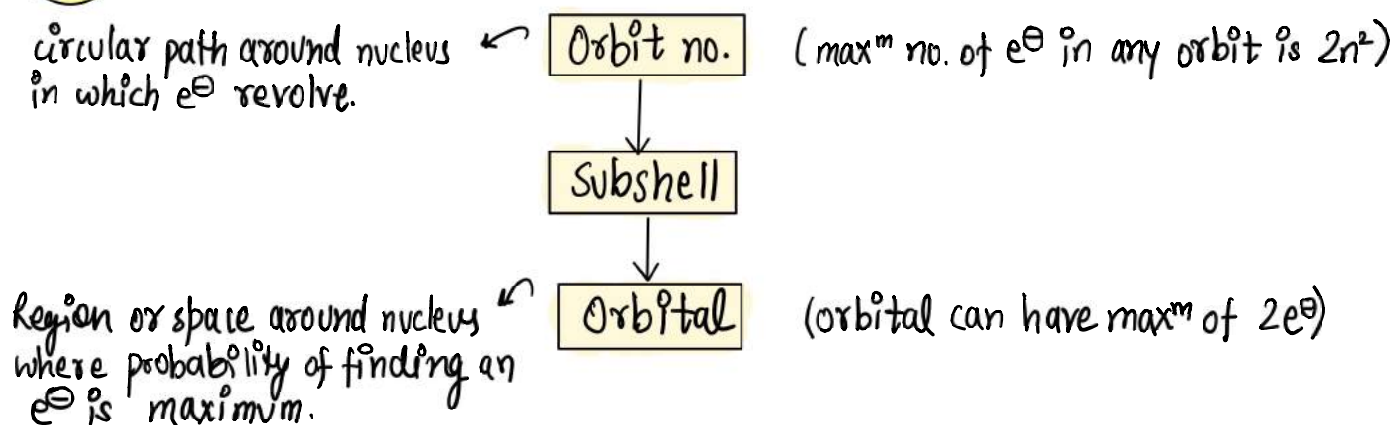 circular path around nucleus
in which e⊖ revolve.
Orbit no.
(maxᵐ no. of e⊖ in any orbit is 2n²)
Subshell
Region or space around nucleus
where probability of finding an
e⊖ is maximum.
Orbital
(orbital can have maxᵐ of 2e⊖)